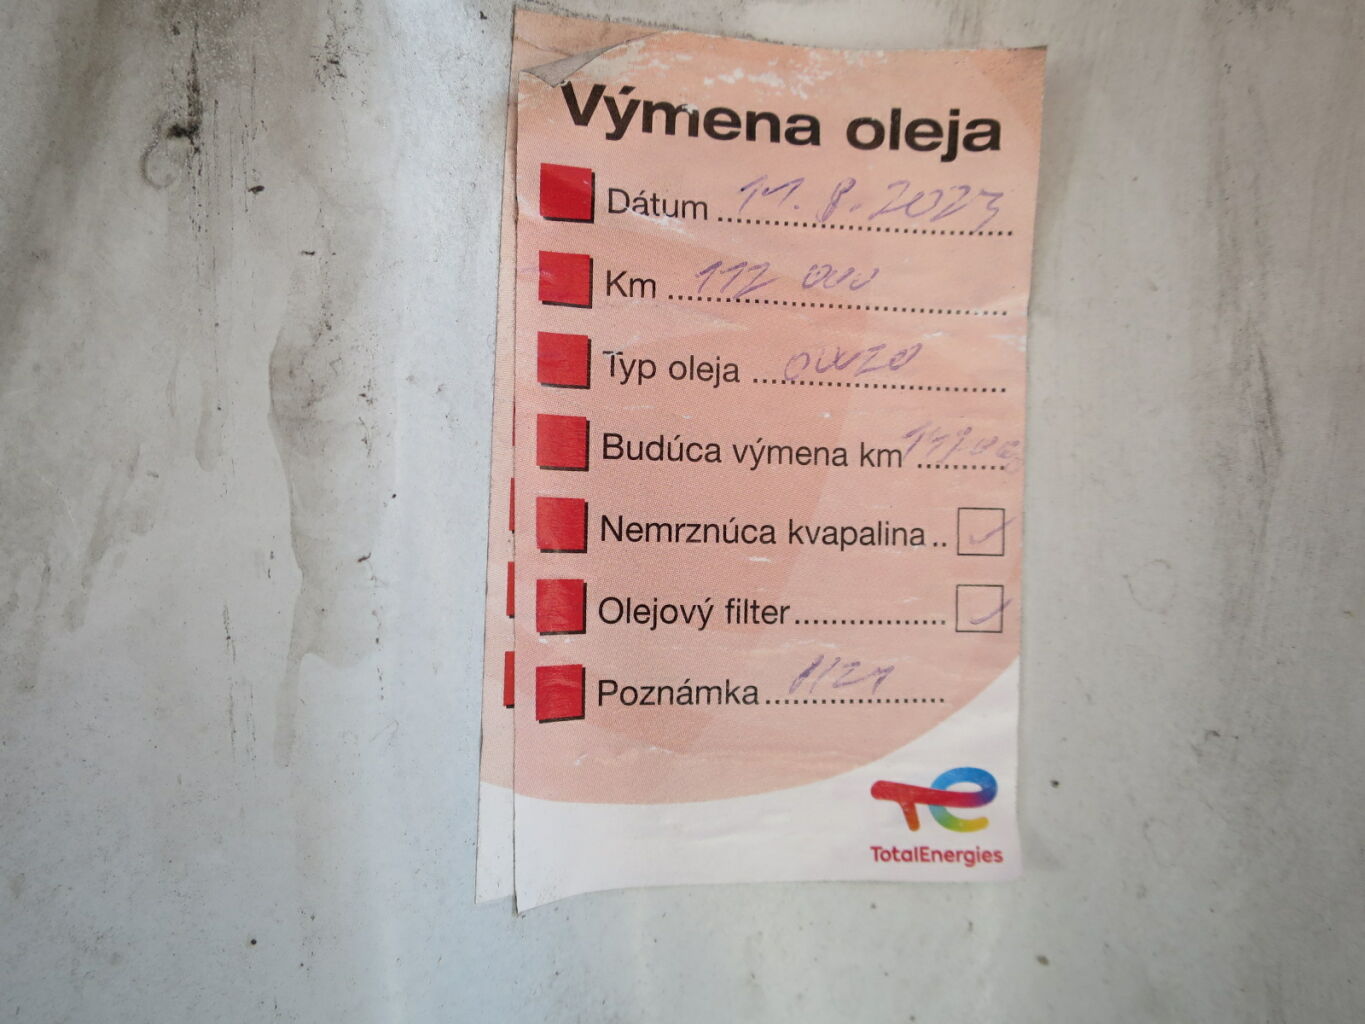 Výmena oleja
Dátum 11. 8. 2023
Km 112 000
Typ oleja 0W20
Budúca výmena km
Nemrznúca kvapalina .. ✓
Olejový filter ✓
Poznámka
TotalEnergies